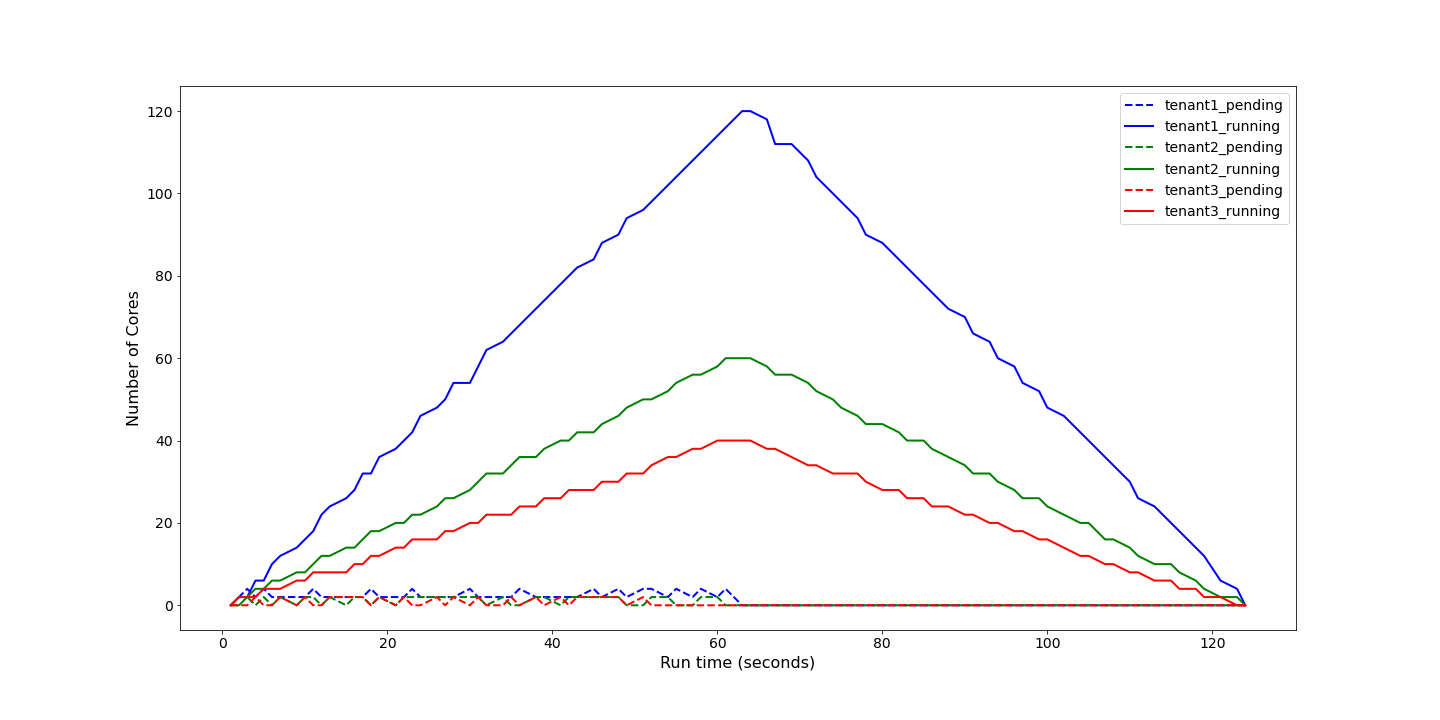 120
100
80
60
40
20
0
Number of Cores
0 20 40 60 80 100 120
Run time (seconds)
tenant1_pending
tenant1_running
tenant2_pending
tenant2_running
tenant3_pending
tenant3_running